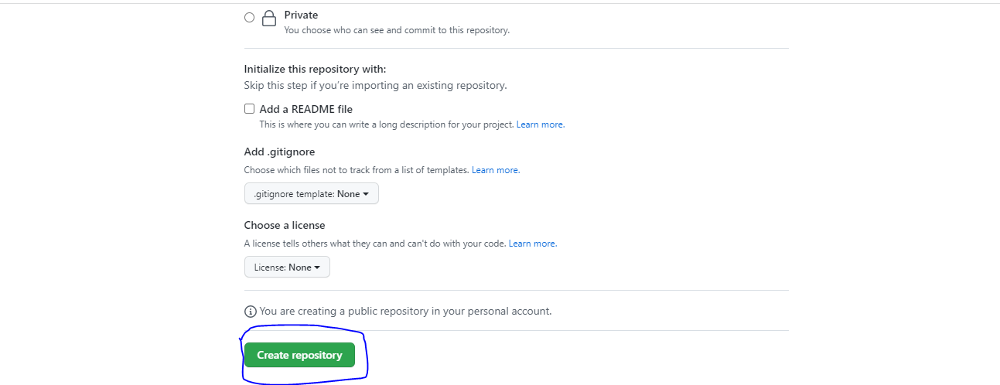 Private
You choose who can see and commit to this repository.
Initialize this repository with:
Skip this step if you’re importing an existing repository.
Add a README file
This is where you can write a long description for your project. Learn more.
Add .gitignore
Choose which files not to track from a list of templates. Learn more.
.gitignore template: None
Choose a license
A license tells others what they can and can't do with your code. Learn more.
License: None
You are creating a public repository in your personal account.
Create repository